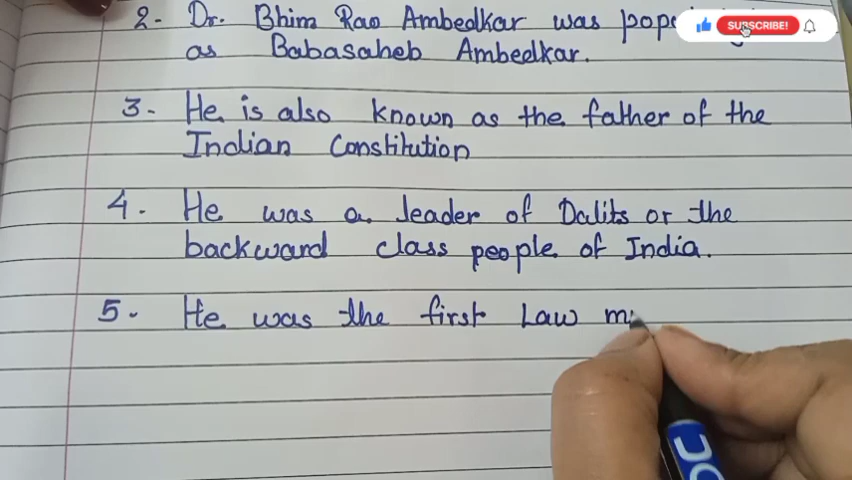 2- Dr. Bhim Rao Ambedkar was
SUBSCRIBE!
as Babasaheb Ambedkar.
3- He is also known as the father of the
Indian Constitution
4. He was a leader of Dalits or the
backward class people of India.
5. He was the first Law